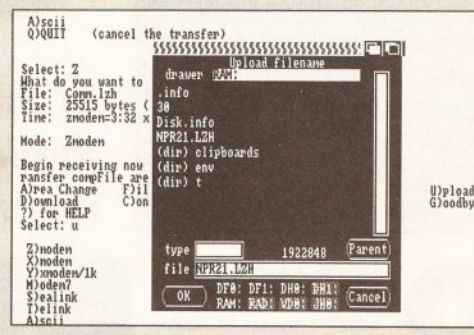 A)scii
Q)QUIT (cancel the transfer)
Select: Z
What do you want to
File: Comm.lzh
Size: 25515 bytes (
Time: zmodem=3:32 x
Mode: Zmodem
Begin receiving now
ransfer compFile are
A)rea Change F)il
D)ownload C)on
?) for HELP
Select: u
Z)modem
X)modem
Y)xmodem/1k
M)odem7
S)ealink
T)elink
A)scii
Upload filename
drawer RAM:
.info
30
Disk.info
NPR21.LZH
(dir) clipboards
(dir) env
(dir) t
type 1922848 Parent
file NPR21.LZH
OK DF0: DF1: DH0: DH1: Cancel
RAM: RAD: VD0: JH0:
U)pload
G)oodby